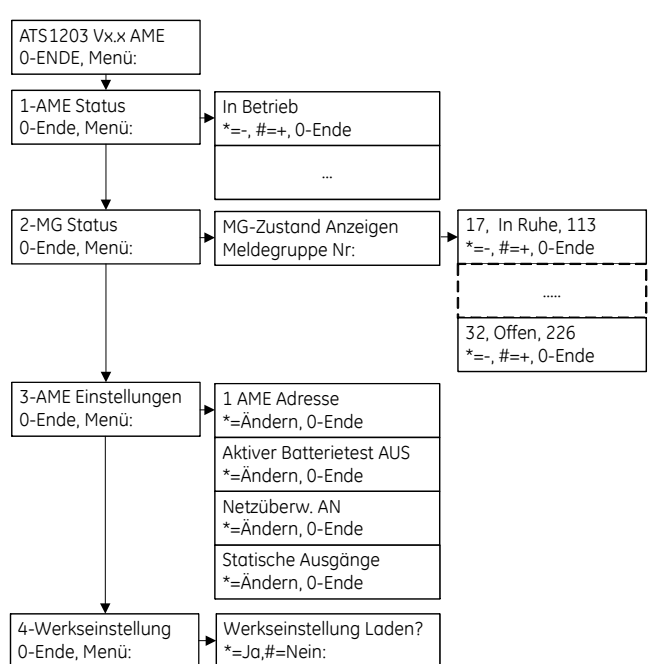 ATS1203 Vx.x AME
0-ENDE, Menü:
1-AME Status
0-Ende, Menü:
In Betrieb
*=-, #=+, 0-Ende
...
2-MG Status
0-Ende, Menü:
MG-Zustand Anzeigen
Meldegruppe Nr:
17, In Ruhe, 113
*=-, #=+, 0-Ende
.....
32, Offen, 226
*=-, #=+, 0-Ende
3-AME Einstellungen
0-Ende, Menü:
1 AME Adresse
*=Ändern, 0-Ende
Aktiver Batterietest AUS
*=Ändern, 0-Ende
Netzüberw. AN
*=Ändern, 0-Ende
Statische Ausgänge
*=Ändern, 0-Ende
4-Werkseinstellung
0-Ende, Menü:
Werkseinstellung Laden?
*=Ja,#=Nein: